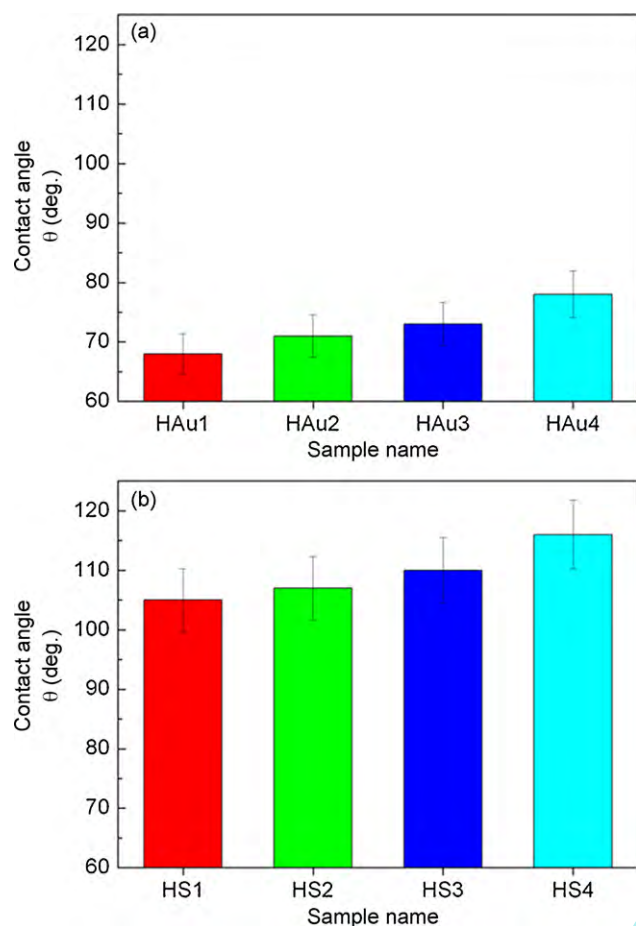 (a)
120
110
100
90
80
70
60
Contact angle
θ (deg.)
HAu1 HAu2 HAu3 HAu4
Sample name
(b)
120
110
100
90
80
70
60
Contact angle
θ (deg.)
HS1 HS2 HS3 HS4
Sample name